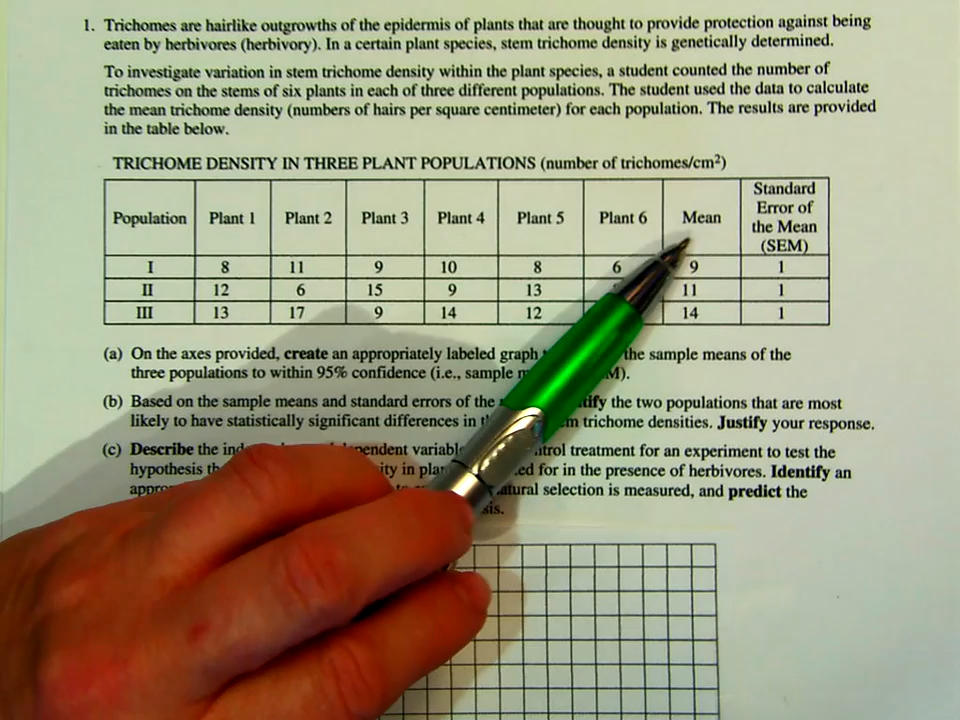 1. Trichomes are hairlike outgrowths of the epidermis of plants that are thought to provide protection against being
eaten by herbivores (herbivory). In a certain plant species, stem trichome density is genetically determined.
To investigate variation in stem trichome density within the plant species, a student counted the number of
trichomes on the stems of six plants in each of three different populations. The student used the data to calculate
the mean trichome density (numbers of hairs per square centimeter) for each population. The results are provided
in the table below.
TRICHOME DENSITY IN THREE PLANT POPULATIONS (number of trichomes/cm²)
Population Plant 1 Plant 2 Plant 3 Plant 4 Plant 5 Plant 6 Mean Standard Error of the Mean (SEM)
I 8 11 9 10 8 6 9 1
II 12 6 15 9 13 11 1
III 13 17 9 14 12 14 1
(a) On the axes provided, create an appropriately labeled graph the sample means of the
three populations to within 95% confidence (i.e., sample
(b) Based on the sample means and standard errors of the the two populations that are most
likely to have statistically significant differences in trichome densities. Justify your response.
(c) Describe the treatment for an experiment to test the
hypothesis in for in the presence of herbivores. Identify an
natural selection is measured, and predict the